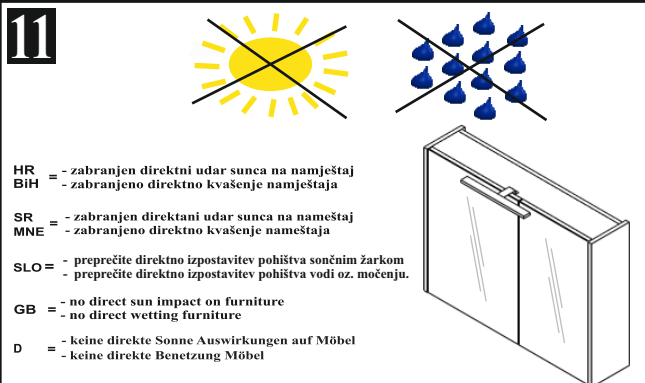 11
HR = - zabranjen direktni udar sunca na namještaj
BiH - zabranjeno direktno kvašenje namještaja
SR = - zabranjen direktani udar sunca na nameštaj
MNE - zabranjeno direktno kvašenje nameštaja
SLO = - preprečite direktno izpostavitev pohištva sončnim žarkom
- preprečite direktno izpostavitev pohištva vodi oz. močenju.
GB = - no direct sun impact on furniture
- no direct wetting furniture
D = - keine direkte Sonne Auswirkungen auf Möbel
- keine direkte Benetzung Möbel